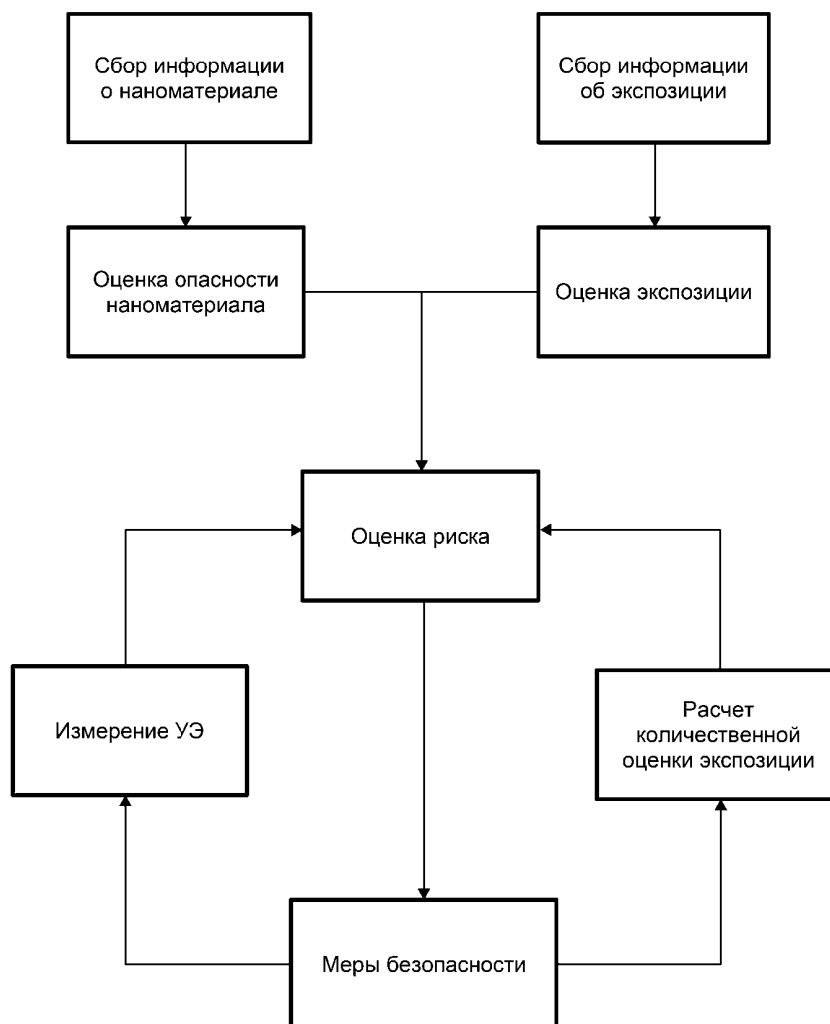 Сбор информации
о наноматериале
Сбор информации
об экспозиции
Оценка опасности
наноматериала
Оценка экспозиции
Оценка риска
Измерение УЭ
Расчет
количественной
оценки экспозиции
Меры безопасности